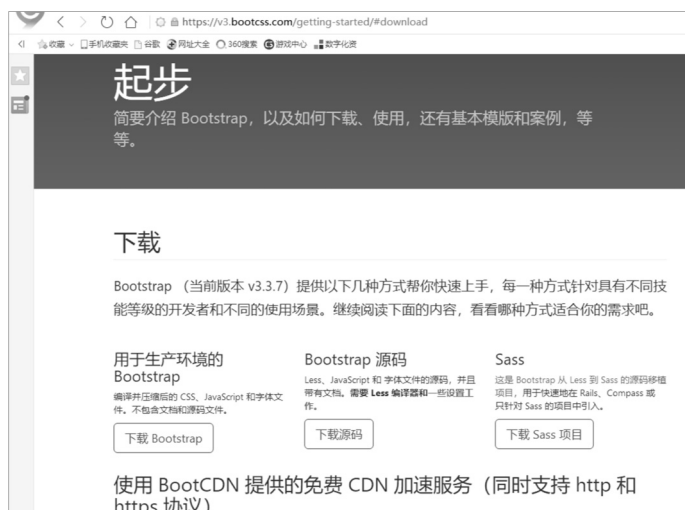 https://v3.bootcss.com/getting-started/#download
收藏 手机收藏夹 谷歌 网址大全 360搜索 游戏中心 数字化资
起步
简要介绍 Bootstrap，以及如何下载、使用，还有基本模版和案例，等
等。
下载
Bootstrap （当前版本 v3.3.7）提供以下几种方式帮你快速上手，每一种方式针对具有不同技
能等级的开发者和不同的使用场景。继续阅读下面的内容，看看哪种方式适合你的需求吧。
用于生产环境的
Bootstrap
编译并压缩后的 CSS、JavaScript 和字体文
件。不包含文档和源码文件。
下载 Bootstrap
Bootstrap 源码
Less、JavaScript 和 字体文件的源码，并且
带有文档。需要 Less 编译器和一些设置工
作。
下载源码
Sass
这是 Bootstrap 从 Less 到 Sass 的源码移植
项目，用于快速地在 Rails、Compass 或
只针对 Sass 的项目中引入。
下载 Sass 项目
使用 BootCDN 提供的免费 CDN 加速服务（同时支持 http 和
https 协议）